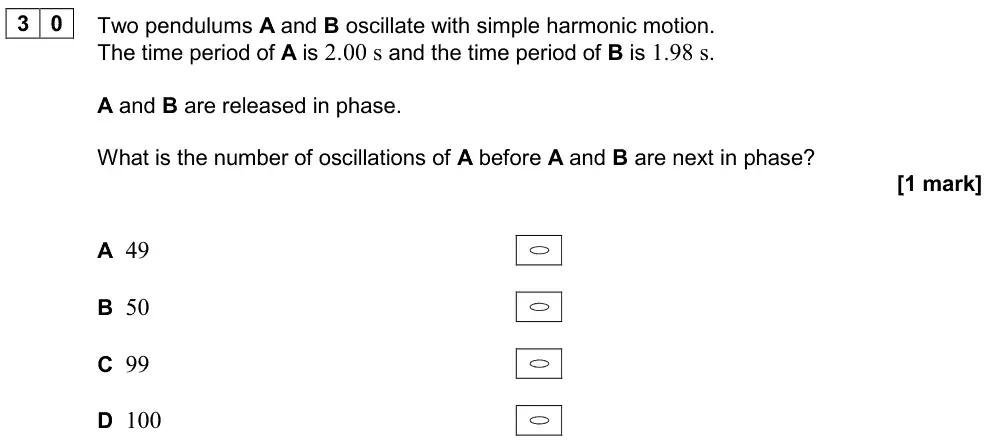 3 0 Two pendulums A and B oscillate with simple harmonic motion.
The time period of A is 2.00 s and the time period of B is 1.98 s.
A and B are released in phase.
What is the number of oscillations of A before A and B are next in phase?
[1 mark]
A 49
B 50
C 99
D 100